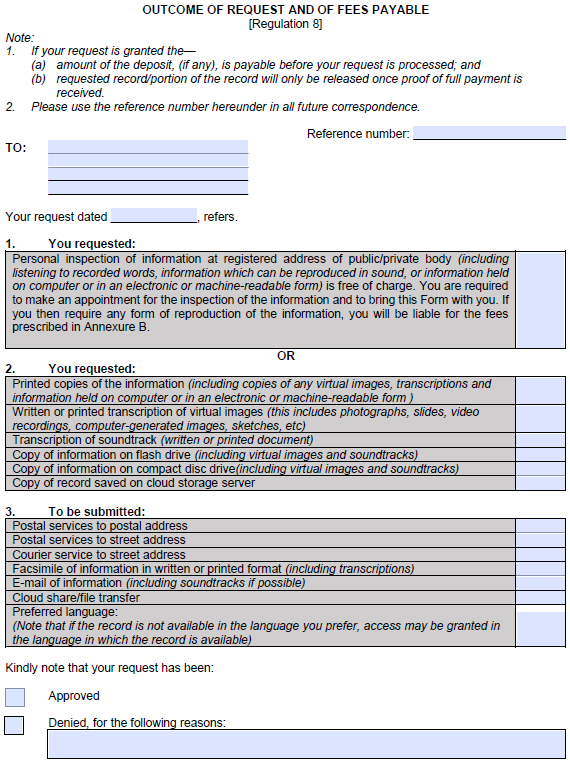 OUTCOME OF REQUEST AND OF FEES PAYABLE
[Regulation 8]
Note:
1. If your request is granted the—
(a) amount of the deposit, (if any), is payable before your request is processed; and
(b) requested record/portion of the record will only be released once proof of full payment is
received.
2. Please use the reference number hereunder in all future correspondence.
Reference number:
TO:
Your request dated , refers.
1. You requested:
Personal inspection of information at registered address of public/private body (including
listening to recorded words, information which can be reproduced in sound, or information held
on computer or in an electronic or machine-readable form) is free of charge. You are required
to make an appointment for the inspection of the information and to bring this Form with you. If
you then require any form of reproduction of the information, you will be liable for the fees
prescribed in Annexure B.
OR
2. You requested:
Printed copies of the information (including copies of any virtual images, transcriptions and
information held on computer or in an electronic or machine-readable form )
Written or printed transcription of virtual images (this includes photographs, slides, video
recordings, computer-generated images, sketches, etc)
Transcription of soundtrack (written or printed document)
Copy of information on flash drive (including virtual images and soundtracks)
Copy of information on compact disc drive(including virtual images and soundtracks)
Copy of record saved on cloud storage server
3. To be submitted:
Postal services to postal address
Postal services to street address
Courier service to street address
Facsimile of information in written or printed format (including transcriptions)
E-mail of information (including soundtracks if possible)
Cloud share/file transfer
Preferred language:
(Note that if the record is not available in the language you prefer, access may be granted in
the language in which the record is available)
Kindly note that your request has been:
Approved
Denied, for the following reasons: